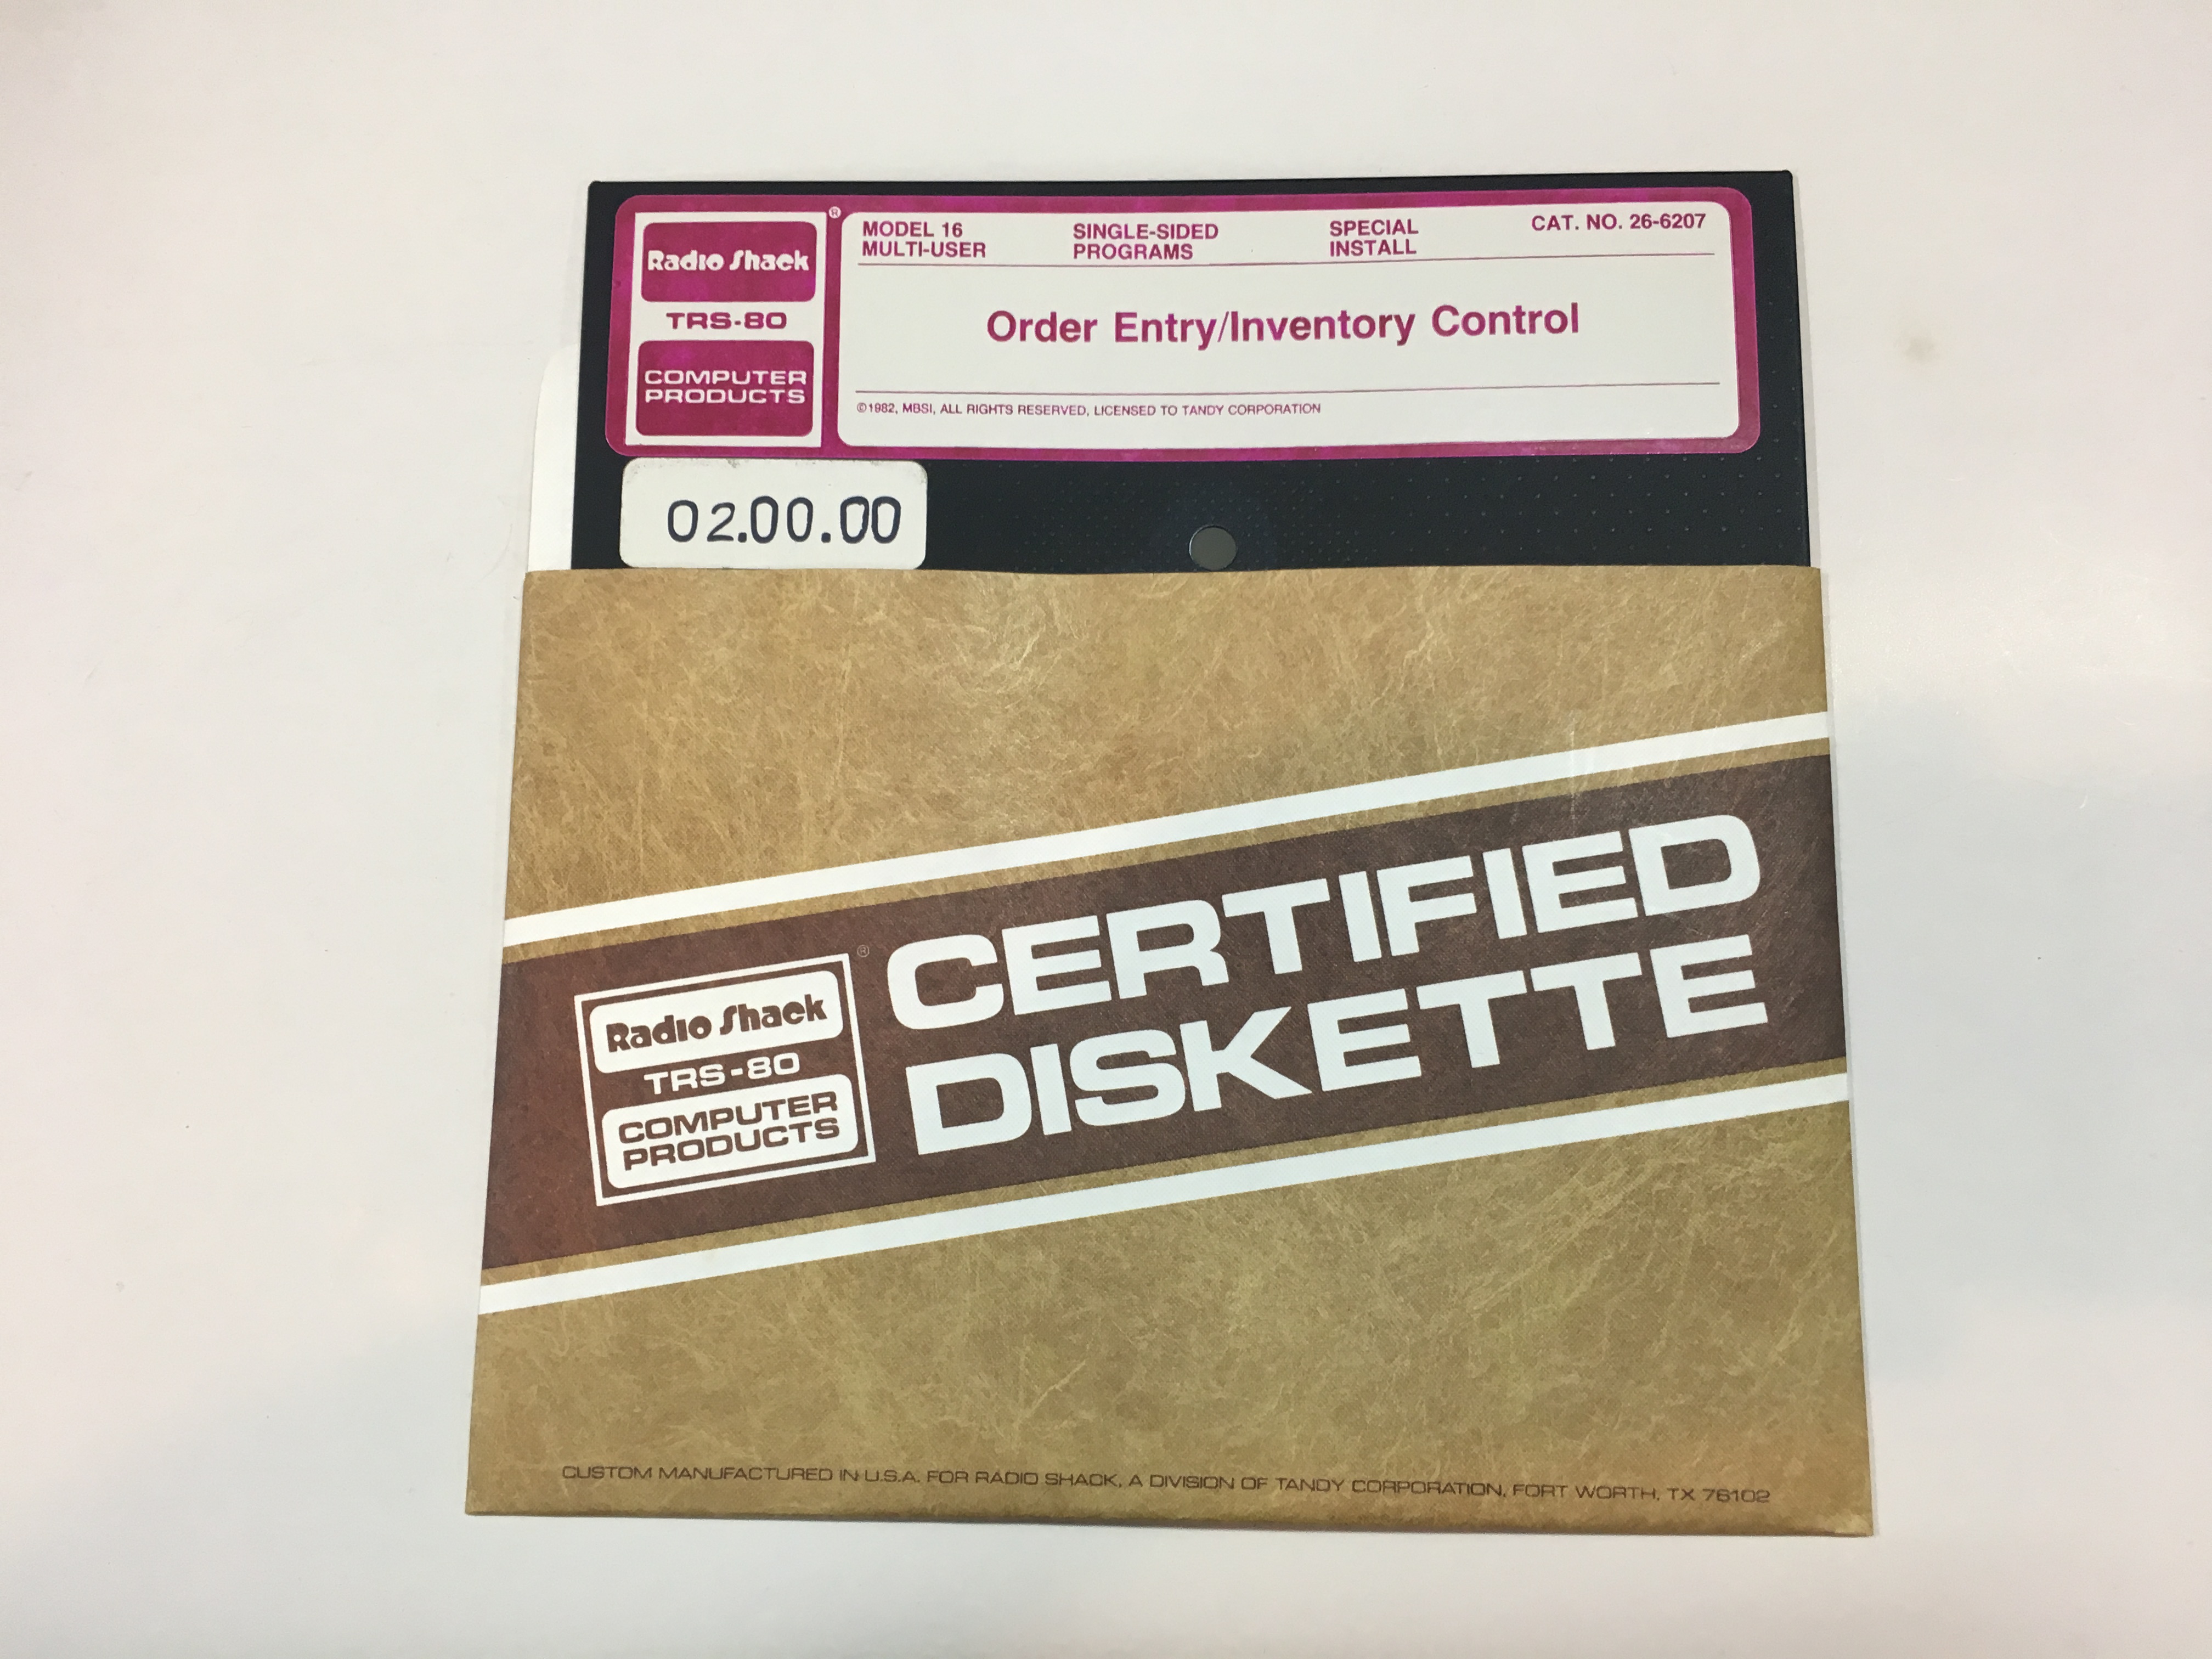 Radio Shack®
TRS-80
COMPUTER
PRODUCTS
MODEL 16
MULTI-USER
SINGLE-SIDED
PROGRAMS
SPECIAL
INSTALL
CAT. NO. 26-6207
Order Entry/Inventory Control
©1982, MBSI, ALL RIGHTS RESERVED, LICENSED TO TANDY CORPORATION
02.00.00
Radio Shack®
TRS-80
COMPUTER
PRODUCTS
CERTIFIED
DISKETTE
CUSTOM MANUFACTURED IN U.S.A. FOR RADIO SHACK, A DIVISION OF TANDY CORPORATION, FORT WORTH, TX 76102